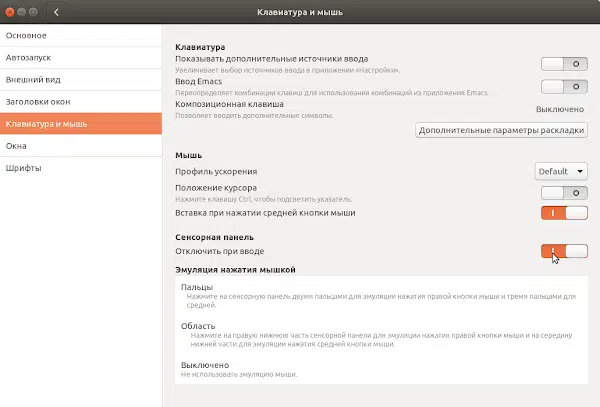 Клавиатура и мышь
Основное
Автозапуск
Внешний вид
Заголовки окон
Клавиатура и мышь
Окна
Шрифты
Клавиатура
Показывать дополнительные источники ввода
Увеличивает выбор источников ввода в приложении «Настройки».
Ввод Emacs
Переопределяет комбинации клавиш для использования комбинаций из приложения Emacs.
Композиционная клавиша
Выключено
Позволяет вводить дополнительные символы.
Дополнительные параметры раскладки
Мышь
Профиль ускорения
Default
Положение курсора
Нажмите клавишу Ctrl, чтобы подсветить указатель.
Вставка при нажатии средней кнопки мыши
Сенсорная панель
Отключить при вводе
Эмуляция нажатия мышкой
Пальцы
Нажмите на сенсорную панель двумя пальцами для эмуляции нажатия правой кнопки мыши и тремя пальцами для
средней.
Область
Нажмите на правую нижнюю часть сенсорной панели для эмуляции нажатия правой кнопки мыши и на середину
нижней части для эмуляции нажатия средней кнопки мыши.
Выключено
Не использовать эмуляцию мыши.